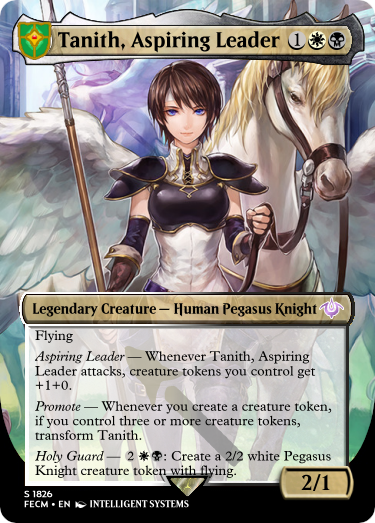 Tanith, Aspiring Leader 1
Legendary Creature — Human Pegasus Knight
Flying
Aspiring Leader — Whenever Tanith, Aspiring
Leader attacks, creature tokens you control get
+1+0.
Promote — Whenever you create a creature token,
if you control three or more creature tokens,
transform Tanith.
Holy Guard — 2 : Create a 2/2 white Pegasus
Knight creature token with flying.
2/1
S 1826
FECM • EN INTELLIGENT SYSTEMS